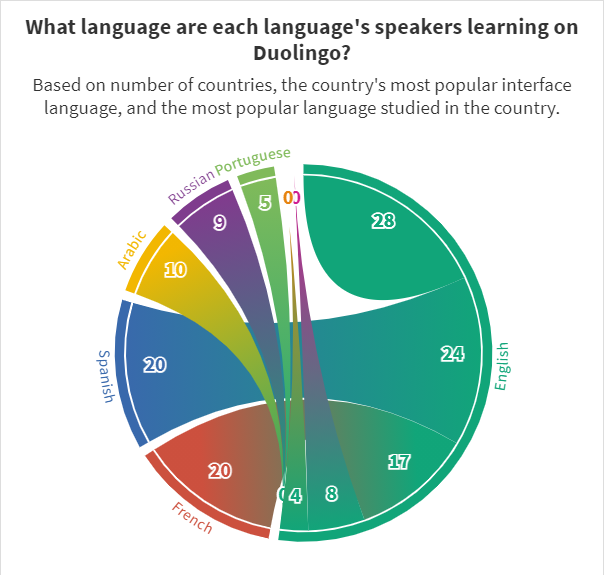 What language are each language's speakers learning on
Duolingo?
Based on number of countries, the country's most popular interface
language, and the most popular language studied in the country.
Portuguese
Russian
Arabic
Spanish
French
English
5
0
0
9
28
10
20
24
20
17
0
4
8